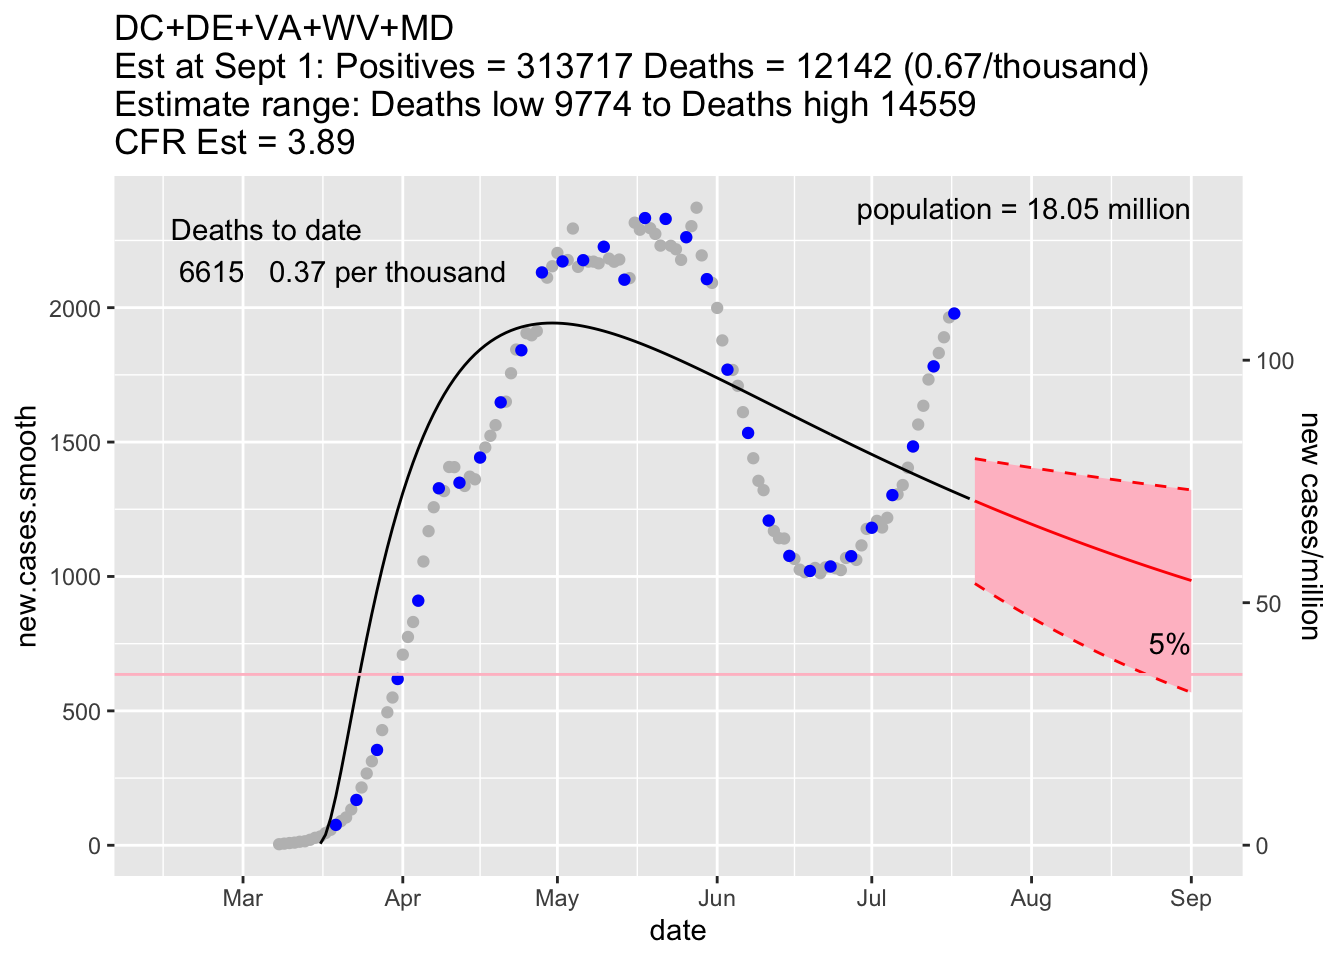 DC+DE+VA+WV+MD
Est at Sept 1: Positives = 313717 Deaths = 12142 (0.67/thousand)
Estimate range: Deaths low 9774 to Deaths high 14559
CFR Est = 3.89
population = 18.05 million
Deaths to date
6615 0.37 per thousand
new.cases.smooth
2000
1500
1000
500
0
100
50
0
new cases/million
5%
Mar Apr May Jun Jul Aug Sep
date